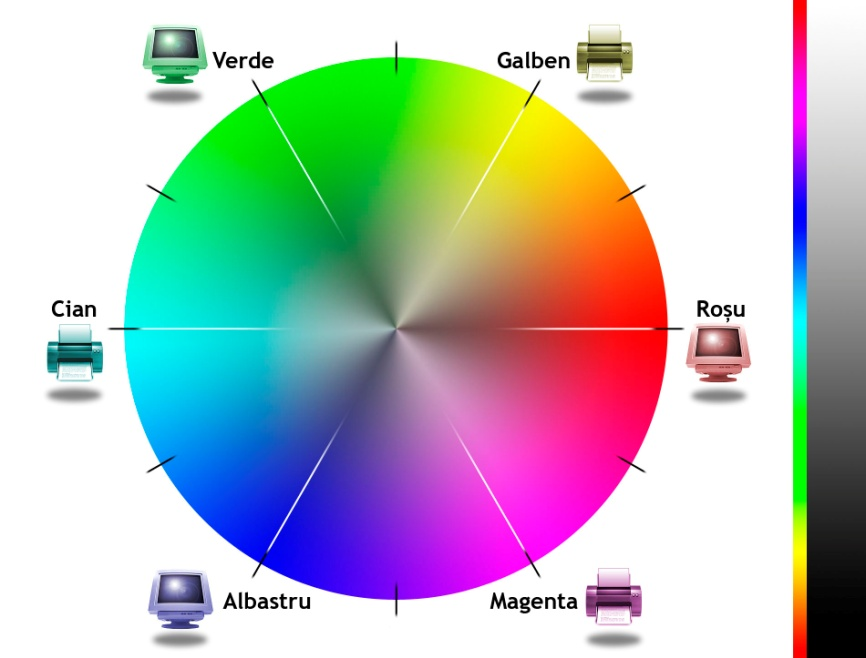 Verde
Galben
Cian
Roșu
Albastru
Magenta